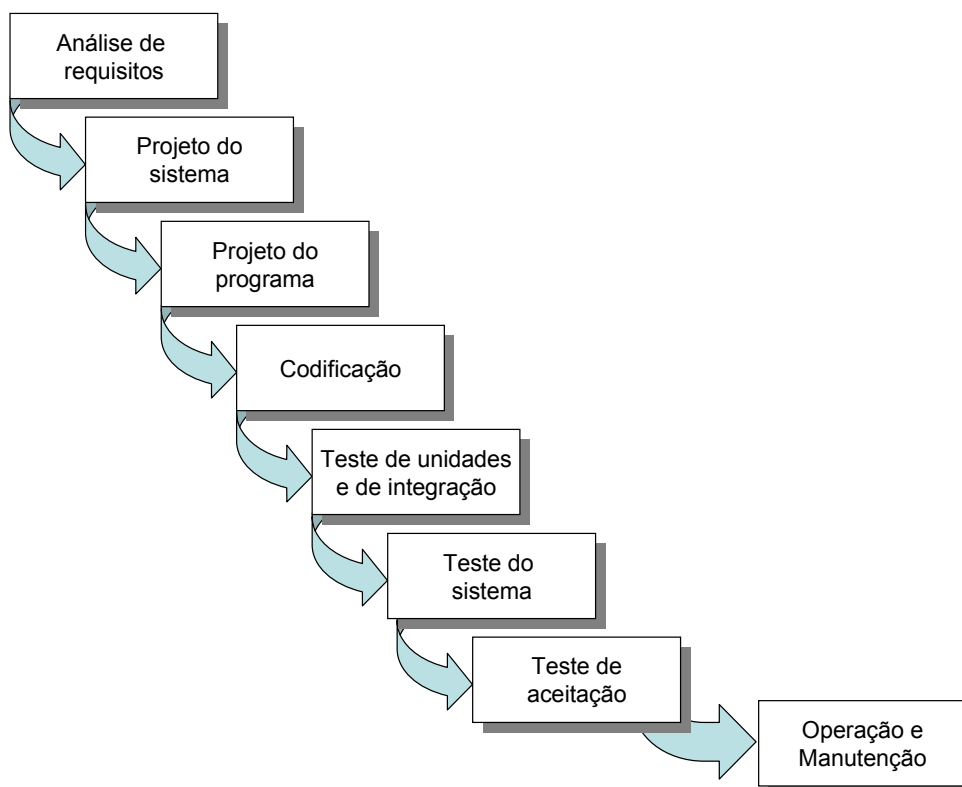 Análise de
requisitos
Projeto do
sistema
Projeto do
programa
Codificação
Teste de unidades
e de integração
Teste do
sistema
Teste de
aceitação
Operação e
Manutenção